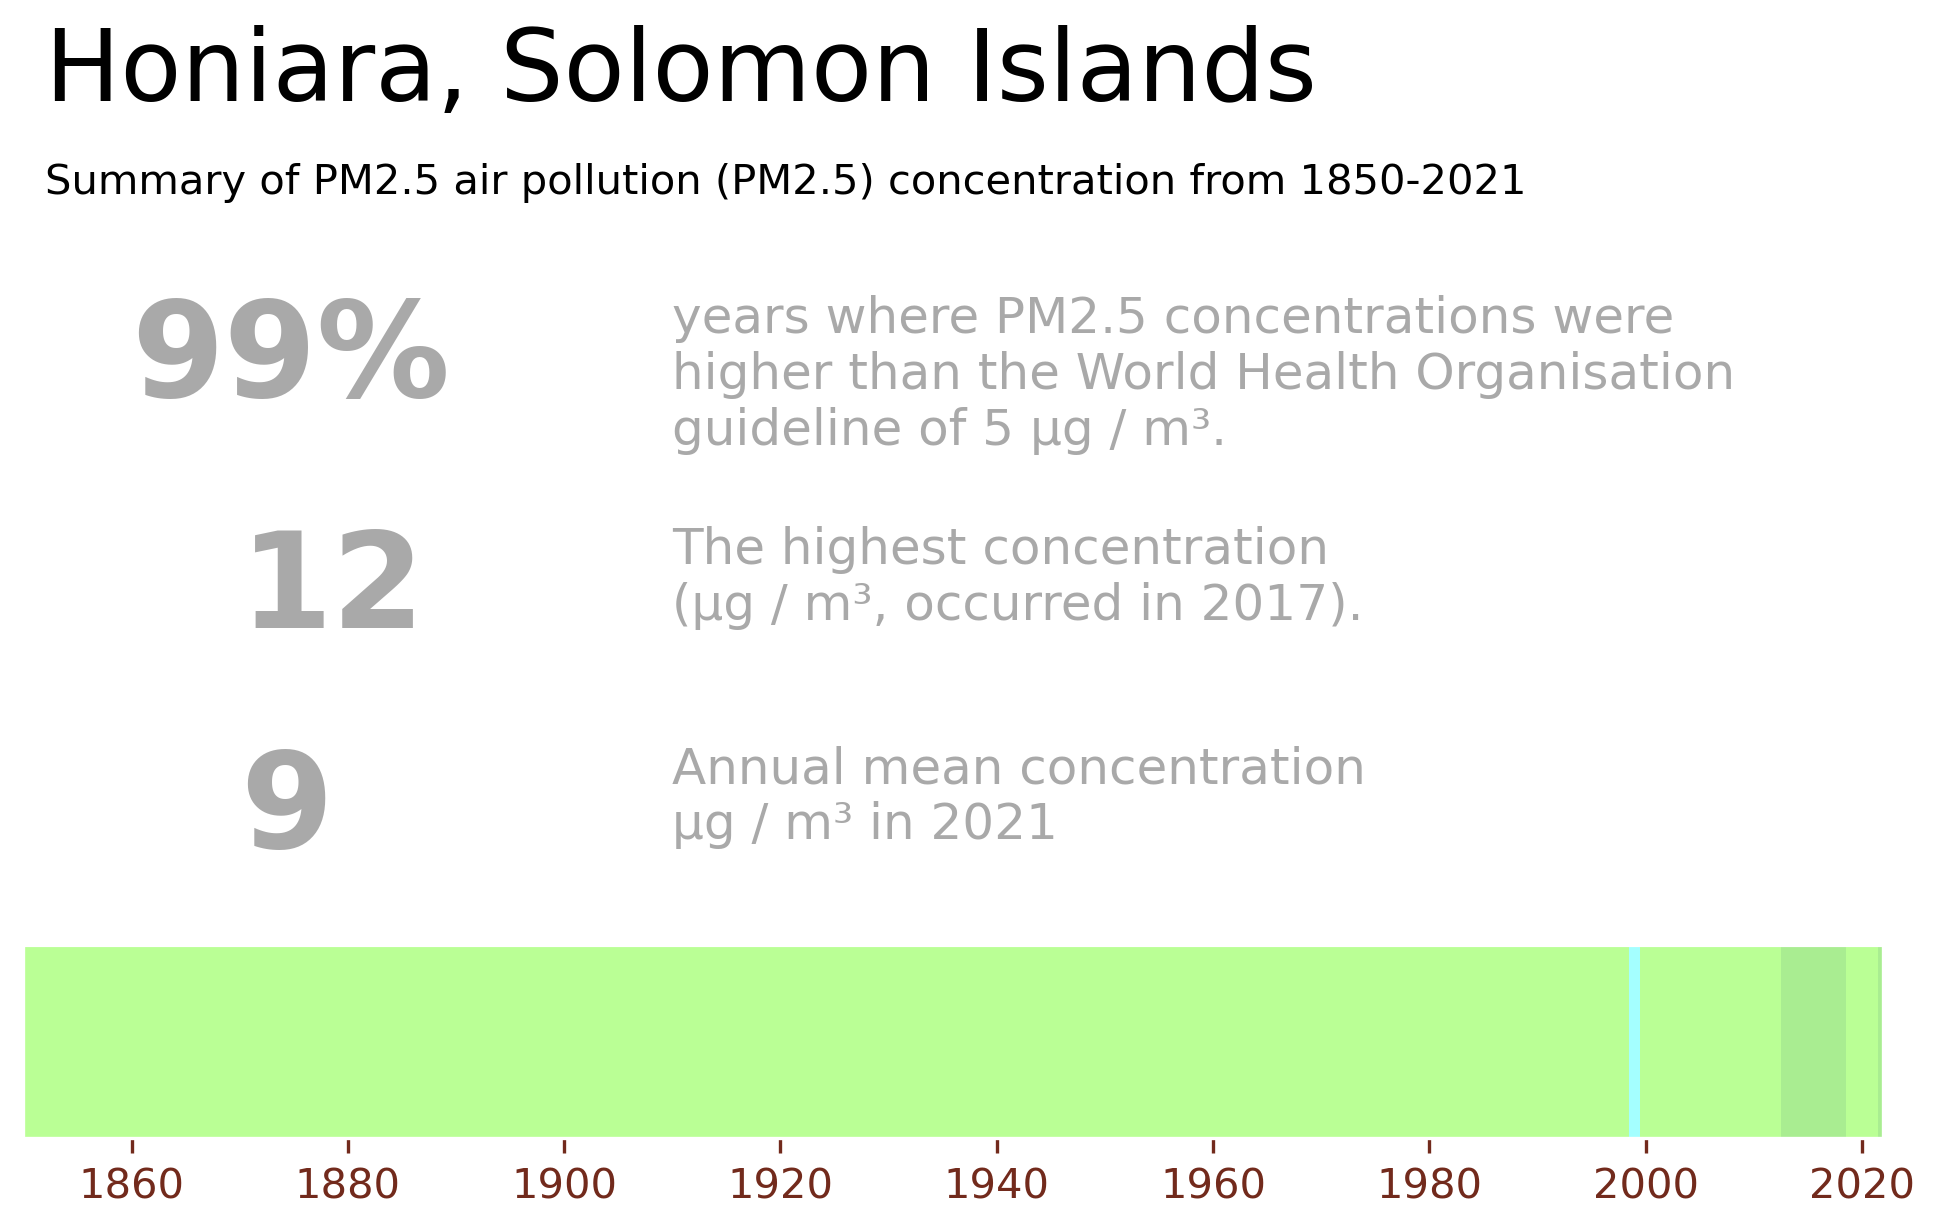 Honiara, Solomon Islands
Summary of PM2.5 air pollution (PM2.5) concentration from 1850-2021
99%
years where PM2.5 concentrations were
higher than the World Health Organisation
guideline of 5 μg / m³.
12
The highest concentration
(μg / m³, occurred in 2017).
9
Annual mean concentration
μg / m³ in 2021
1860 1880 1900 1920 1940 1960 1980 2000 2020